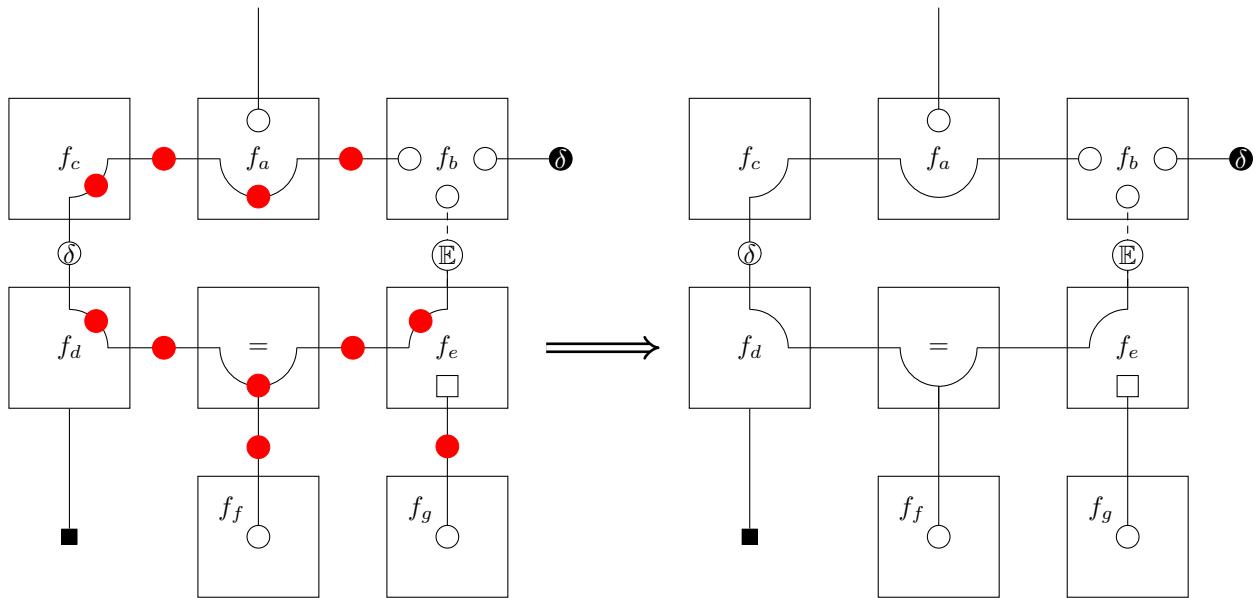 f_c f_a f_b δ f_c f_a f_b δ
δ 𝔼 δ 𝔼
f_d = f_e f_d = f_e
f_f f_g f_f f_g